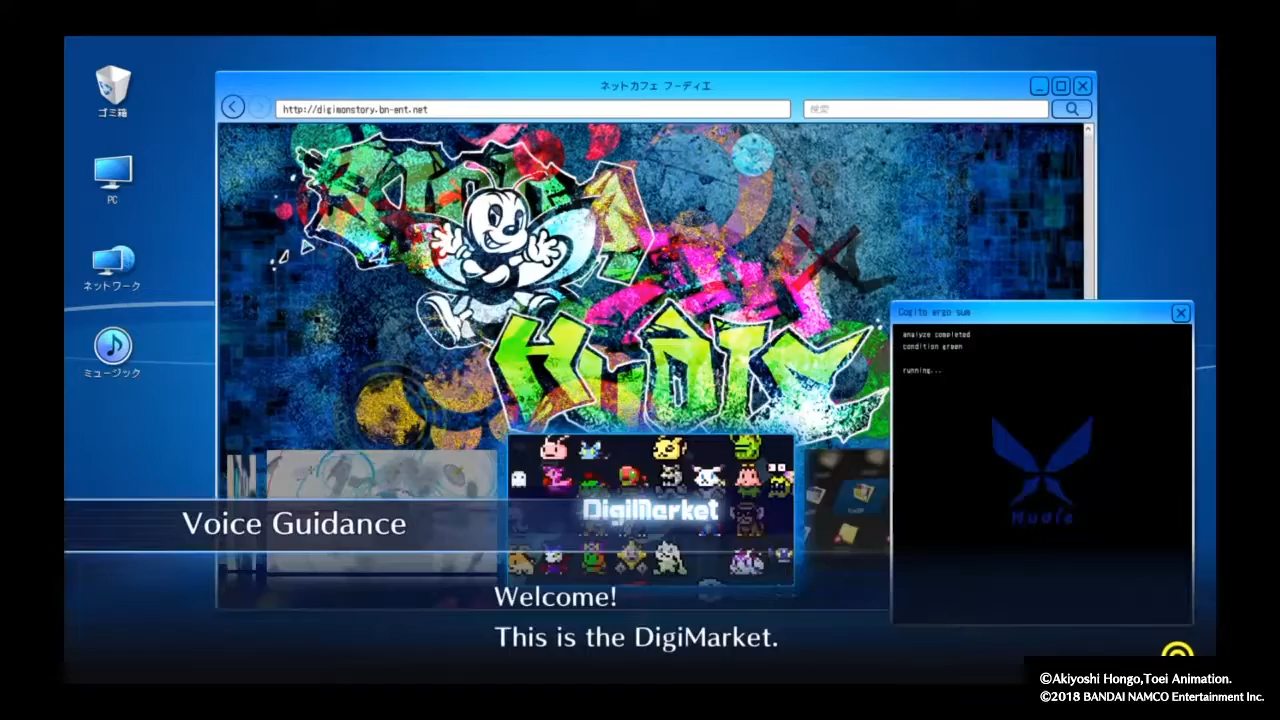 ネットカフェ フーディエ
http://digimonstory.bn-ent.net
検索
ゴミ箱
PC
ネットワーク
ミュージック
HuDIE
Cogito ergo sum
analyze completed
condition green
running...
Hudie
DigiMarket
Voice Guidance
Welcome!
This is the DigiMarket.
©Akiyoshi Hongo,Toei Animation.
©2018 BANDAI NAMCO Entertainment Inc.